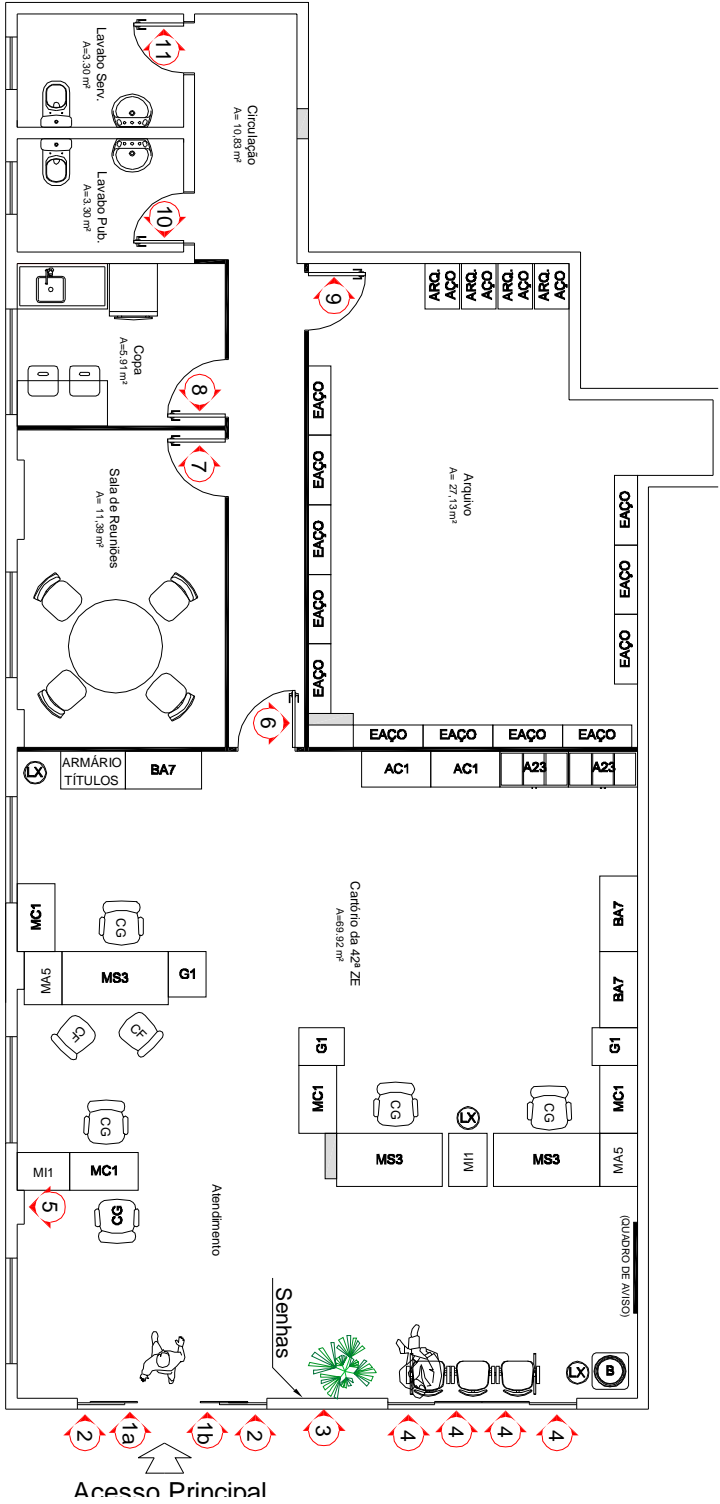 11
Lavabo Serv.
A=3.30 m²
Circulação
A= 10,83 m²
Lavabo Pub.
A=3.30 m²
10
9
ARQ. AÇO
ARQ. AÇO
ARQ. AÇO
ARQ. AÇO
Copa
A=5.91 m²
8
7
EAÇO
EAÇO
EAÇO
EAÇO
EAÇO
Arquivo
A= 27,13 m²
EAÇO
EAÇO
EAÇO
Sala de Reuniões
A= 11,39 m²
6
EAÇO
EAÇO
EAÇO
EAÇO
LX
ARMÁRIO
TÍTULOS
BA7
AC1
AC1
A23
A23
Cartório da 42ª ZE
A=69.92 m²
MC1
CG
BA7
BA7
MA5
MS3
G1
CF
CF
G1
G1
MC1
CG
LX
CG
MC1
CG
MI1
MC1
MS3
MI1
MS3
MA5
5
CG
Atendimento
(QUADRO DE AVISO)
Senhas
LX
B
2
1a
1b
2
3
4
4
4
4
Acesso Principal